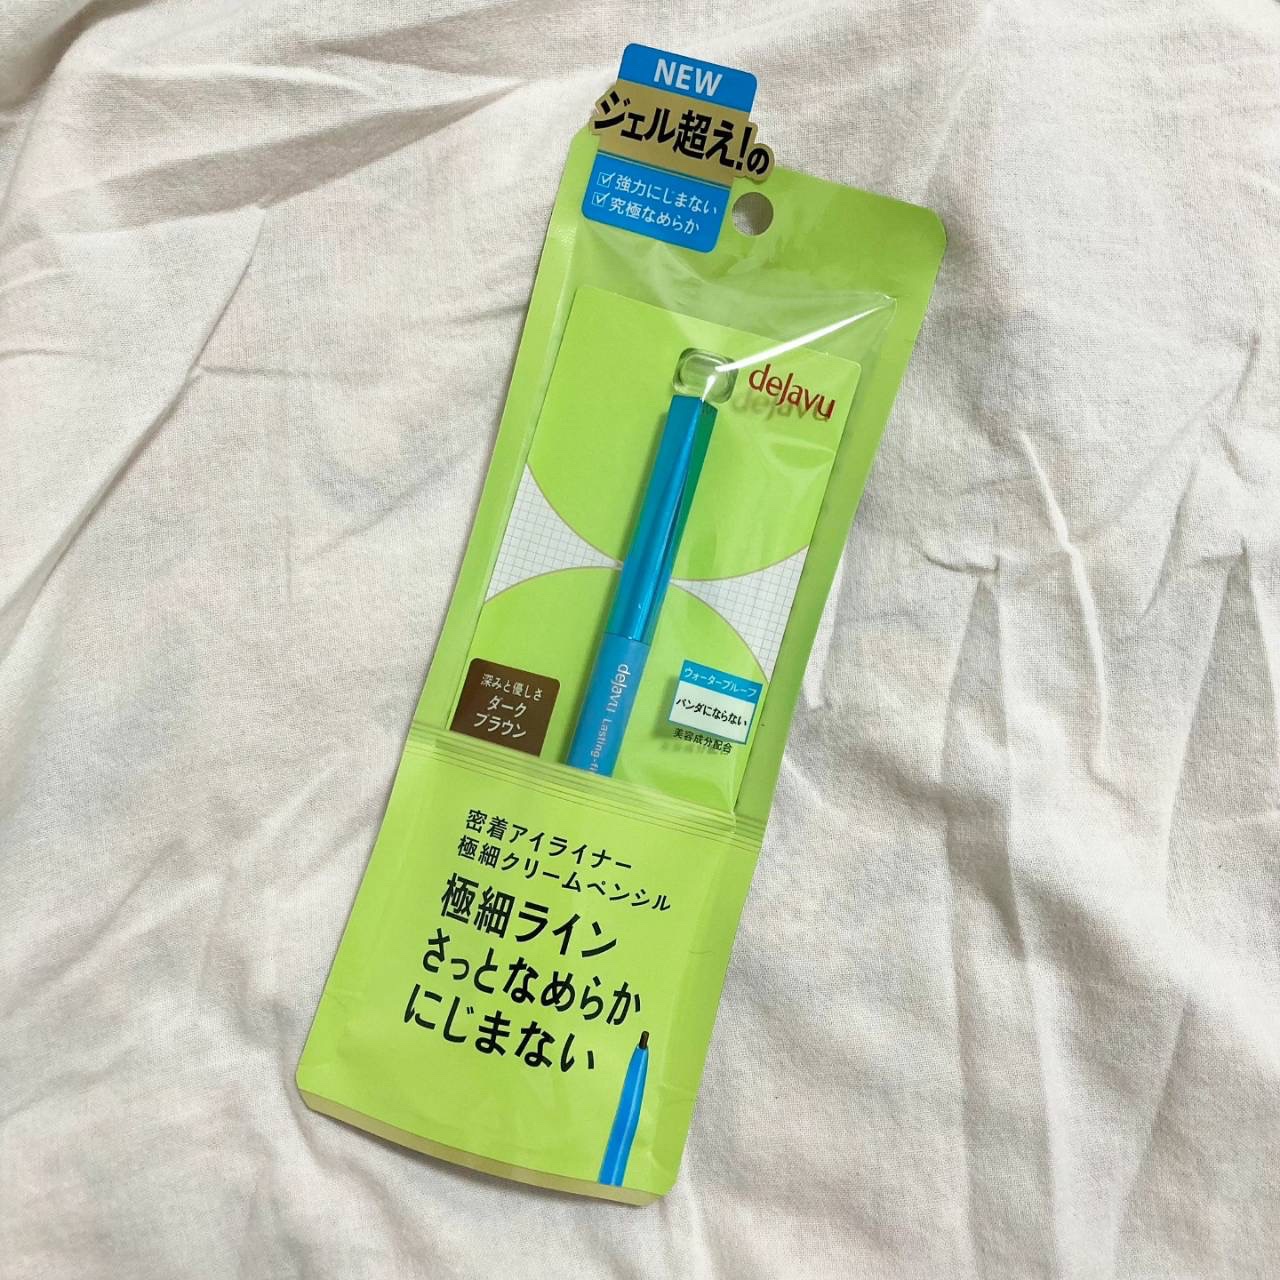 NEW
ジェル超え!の
強力にじまない
究極なめらか
deJavu
deJavu Lasting-fi
深みと優しさ
ダーク
ブラウン
ウォータープルーフ
パンダにならない
美容成分配合
密着アイライナー
極細クリームペンシル
極細ライン
さっとなめらか
にじまない